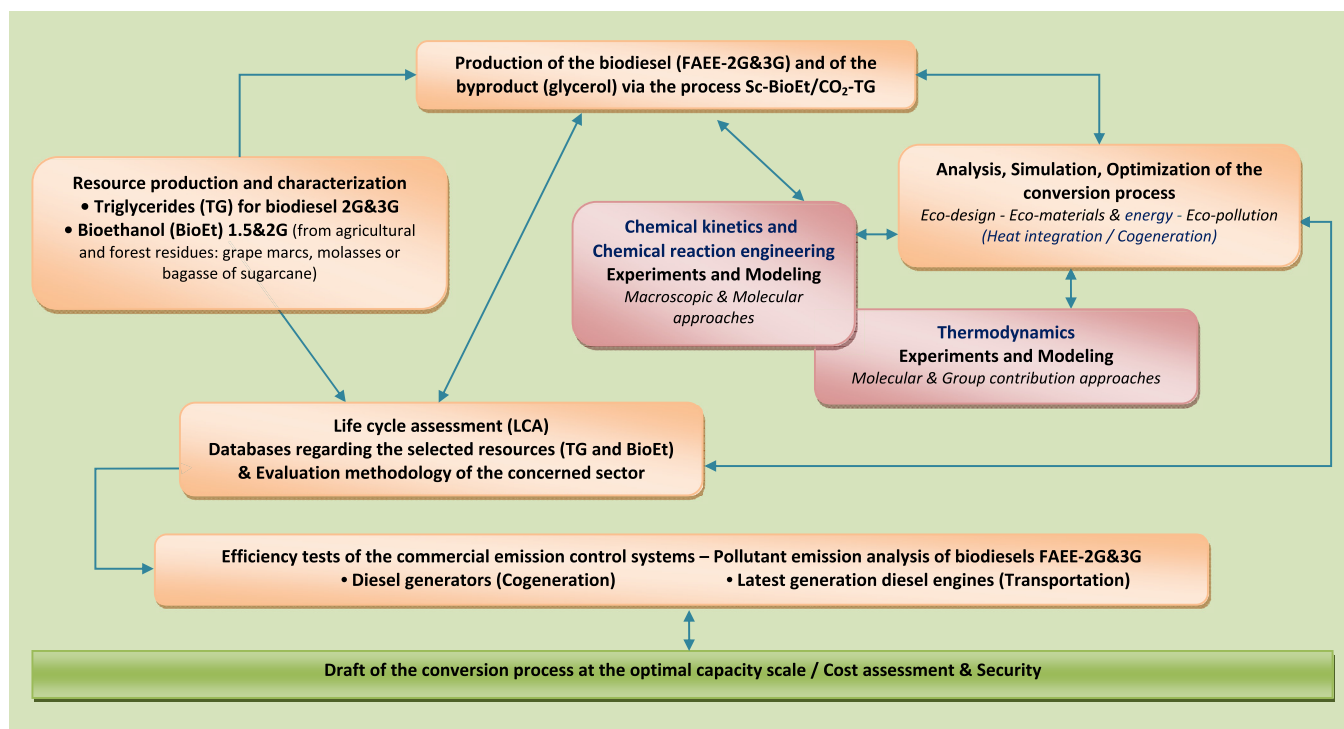 Production of the biodiesel (FAEE-2G&3G) and of the
byproduct (glycerol) via the process Sc-BioEt/CO₂-TG
Resource production and characterization
• Triglycerides (TG) for biodiesel 2G&3G
• Bioethanol (BioEt) 1.5&2G (from agricultural
and forest residues: grape marcs, molasses or
bagasse of sugarcane)
Analysis, Simulation, Optimization of the
conversion process
Eco-design - Eco-materials & energy - Eco-pollution
(Heat integration / Cogeneration)
Chemical kinetics and
Chemical reaction engineering
Experiments and Modeling
Macroscopic & Molecular
approaches
Thermodynamics
Experiments and Modeling
Molecular & Group contribution approaches
Life cycle assessment (LCA)
Databases regarding the selected resources (TG and BioEt)
& Evaluation methodology of the concerned sector
Efficiency tests of the commercial emission control systems – Pollutant emission analysis of biodiesels FAEE-2G&3G
• Diesel generators (Cogeneration) • Latest generation diesel engines (Transportation)
Draft of the conversion process at the optimal capacity scale / Cost assessment & Security